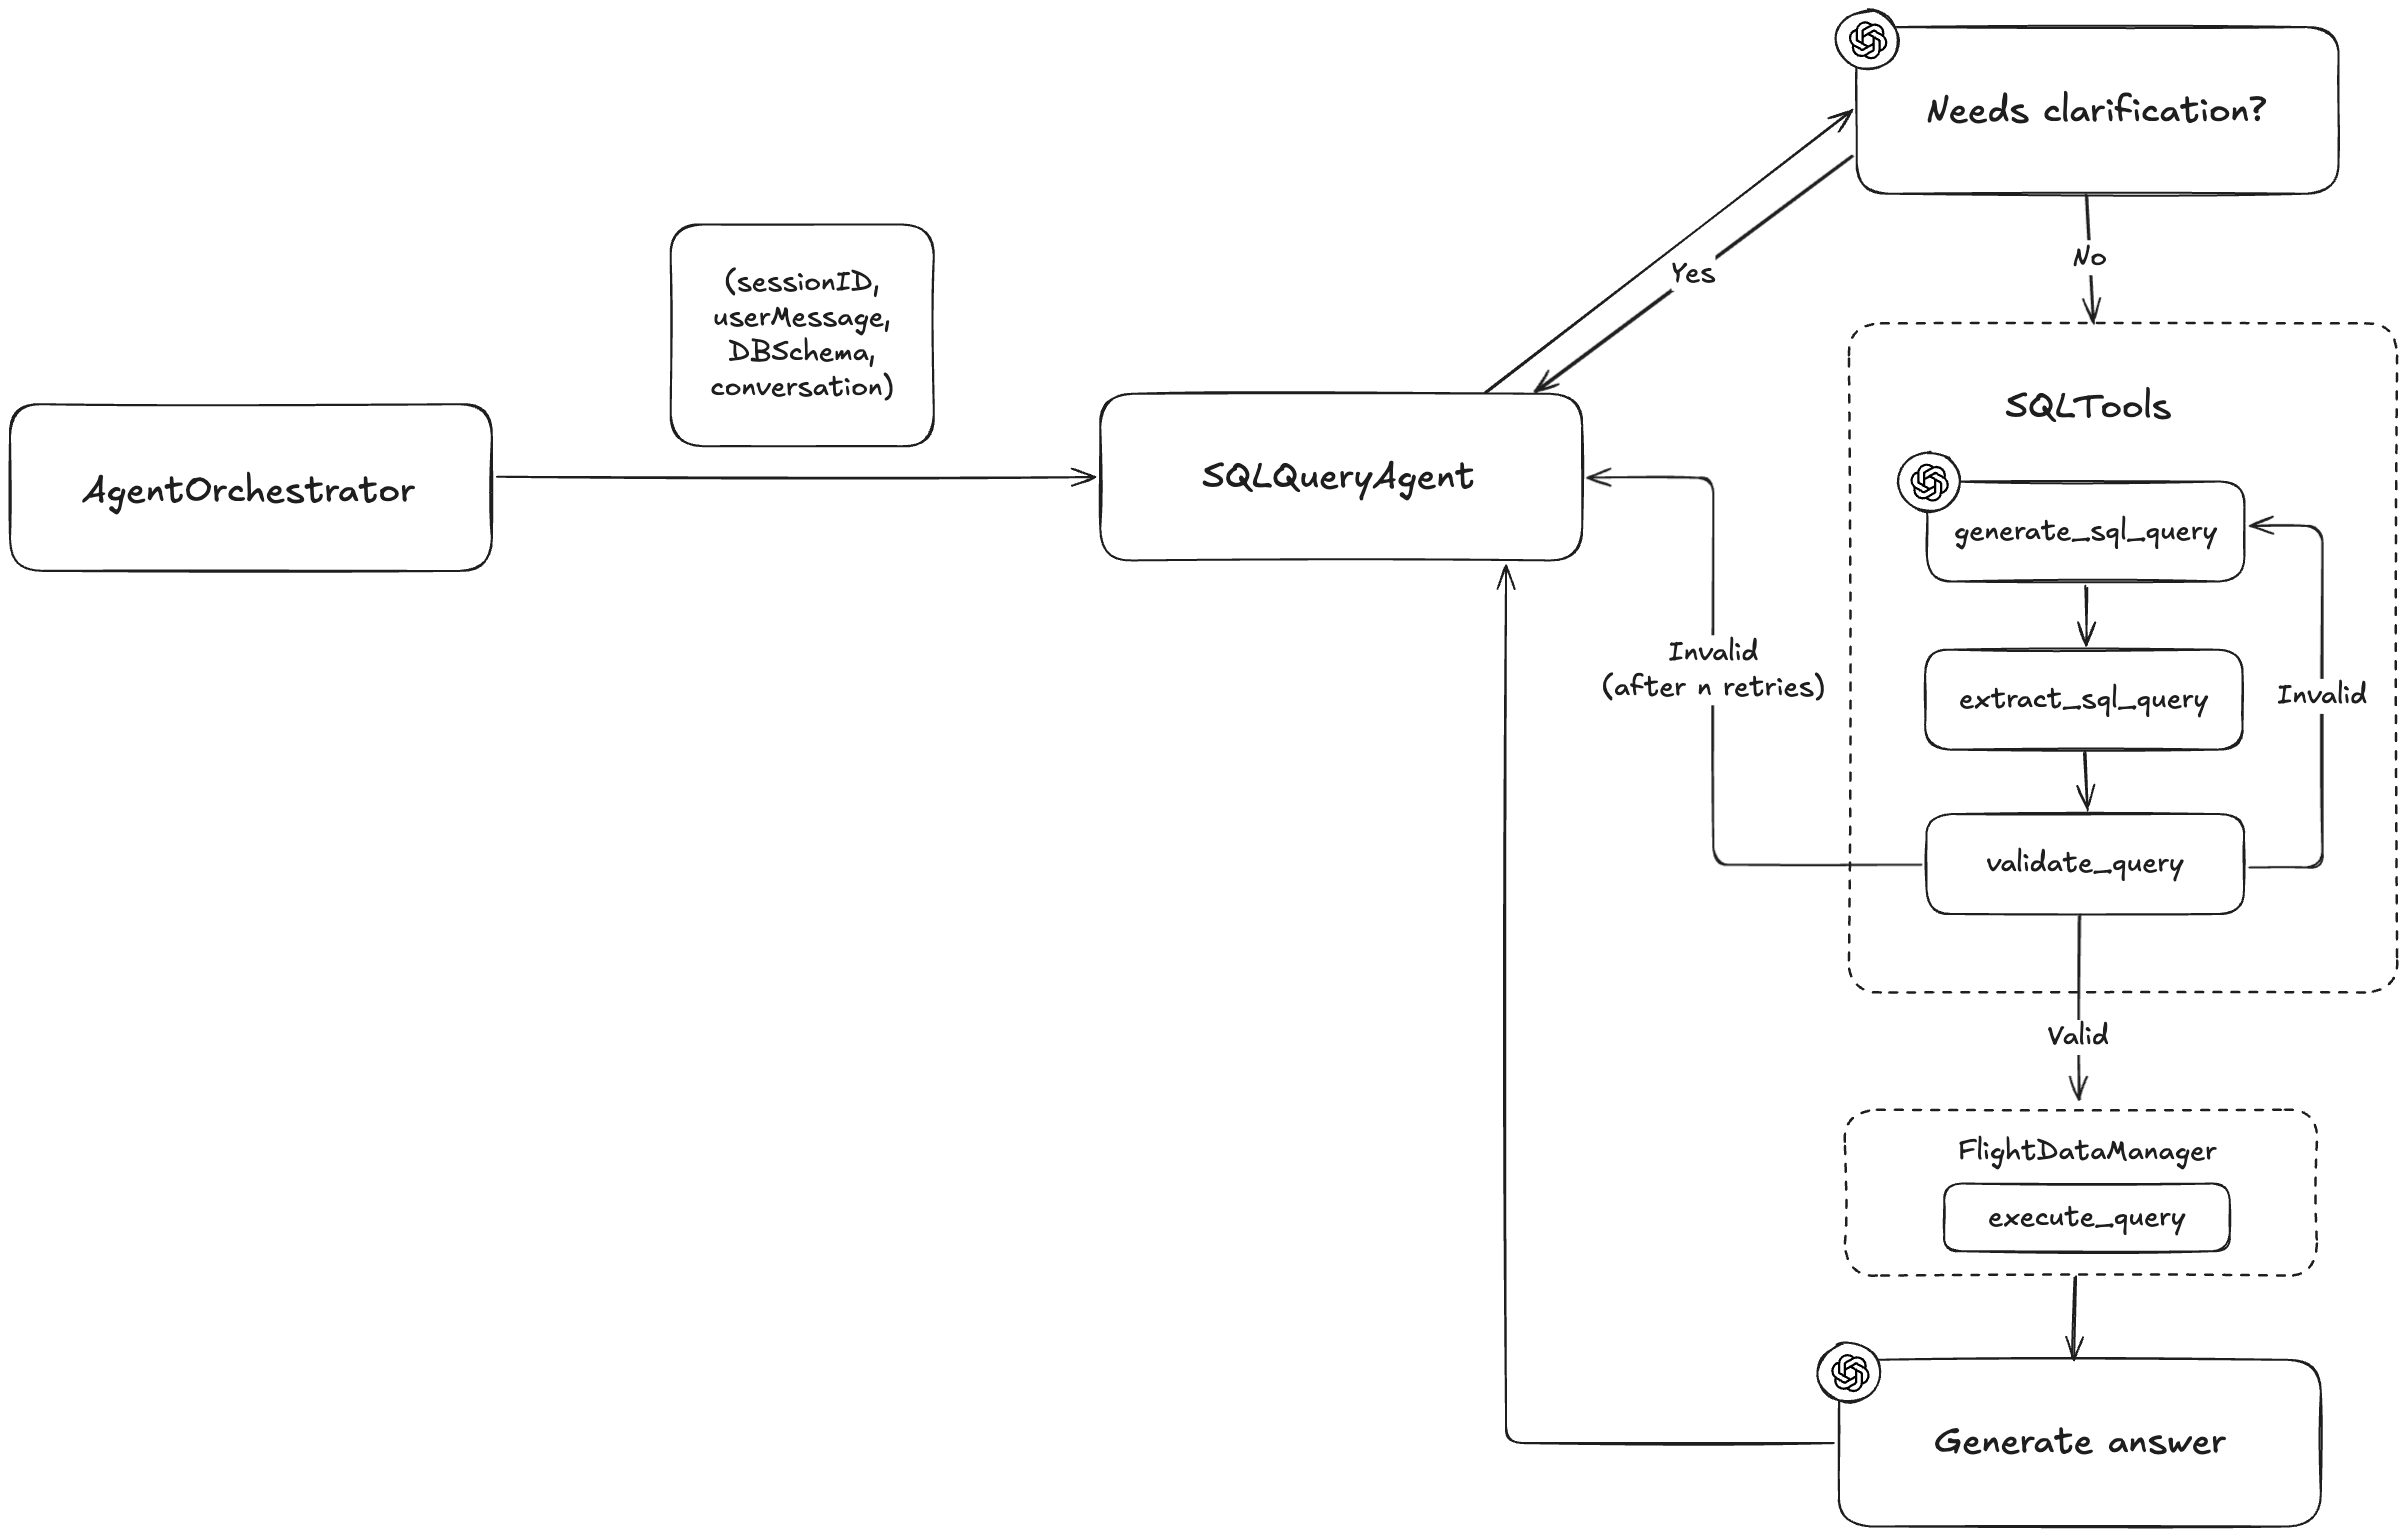 Needs clarification?
(sessionID,
userMessage,
DBSchema,
conversation)
Yes
No
AgentOrchestrator
SQLQueryAgent
SQLTools
generate_sql_query
Invalid
(after n retries)
extract_sql_query
Invalid
validate_query
Valid
FlightDataManager
execute_query
Generate answer